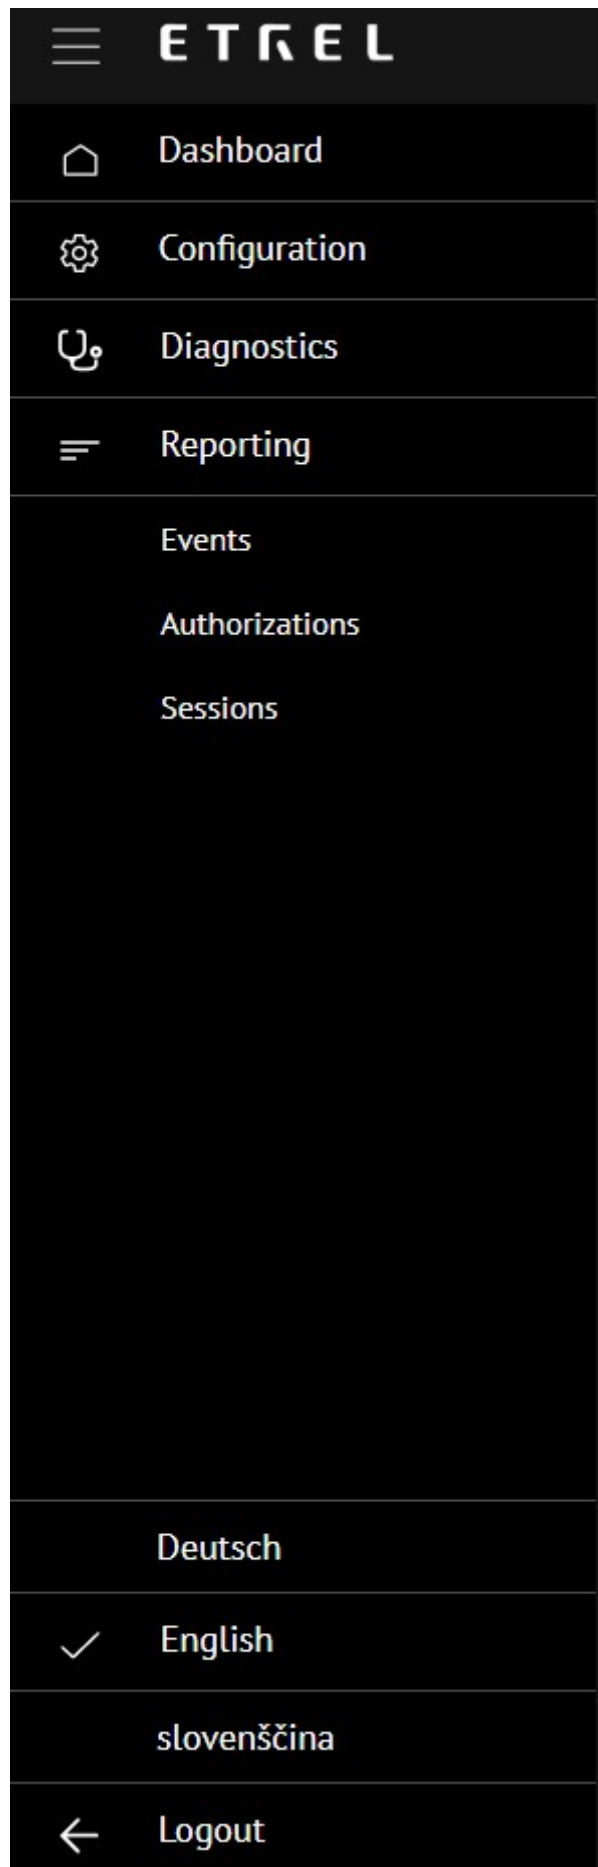 ETREL
Dashboard
Configuration
Diagnostics
Reporting
Events
Authorizations
Sessions
Deutsch
English
slovenščina
Logout